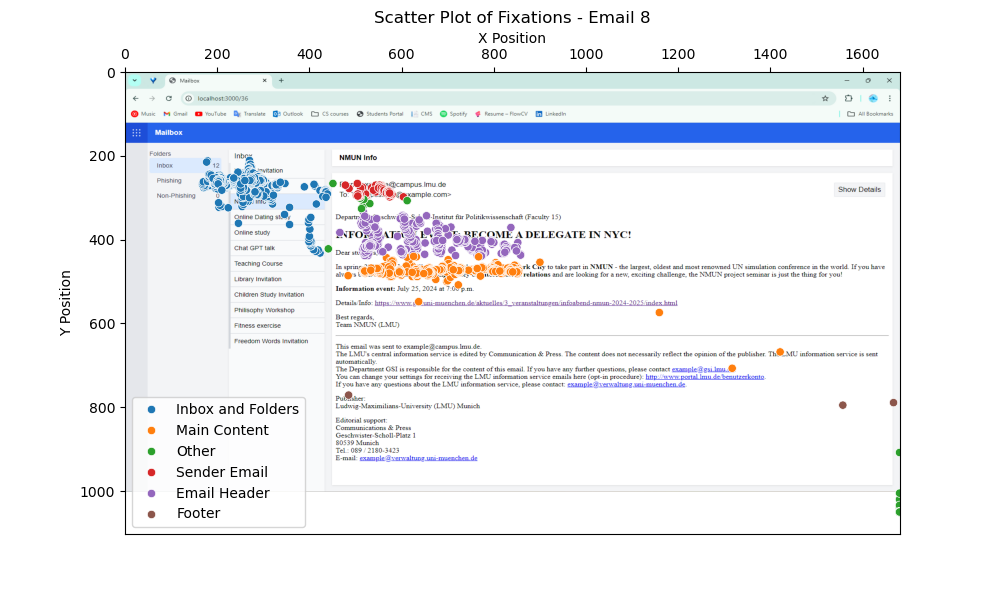 Scatter Plot of Fixations - Email 8
X Position
0 200 400 600 800 1000 1200 1400 1600
Y Position
0
200
400
600
800
1000
Mailbox
localhost:3000/36
Music Gmail YouTube Translate Outlook CS courses Students Portal CMS Spotify Resume – FlowCV LinkedIn All Bookmarks
Mailbox
Folders
Inbox 12
Phishing
Non-Phishing
Inbox
Online Dating
Online study
Chat GPT talk
Teaching Course
Library Invitation
Children Study Invitation
Philosophy Workshop
Fitness exercise
Freedom Words Invitation
NMUN Info
@campus.lmu.de
To:
Show Details
Institut für Politikwissenschaft (Faculty 15)
BECOME A DELEGATE IN NYC!
Dear
In spring
York City to take part in NMUN - the largest, oldest and most renowned UN simulation conference in the world. If you have
relations and are looking for a new, exciting challenge, the NMUN project seminar is just the thing for you.
Information event: July 25, 2024 at 7: p.m.
Details/Info: https://www. uni-muenchen.de/aktuelles/3_veranstaltungen/infoabend-nmun-2024-2025/index.html
Best regards,
Team NMUN (LMU)
This email was sent to example@campus.lmu.de.
The LMU's central information service is edited by Communication & Press. The content does not necessarily reflect the opinion of the publisher. The LMU information service is sent
automatically.
The Department GSI is responsible for the content of this email. If you have any further questions, please contact example@gsi.lmu.
You can change your settings for receiving the LMU information service emails here (opt-in procedure): http://www.portal.lmu.de/benutzerkonto.
If you have any questions about the LMU information service, please contact: example@verwaltung.uni-muenchen.de.
Publisher:
Ludwig-Maximilians-University (LMU) Munich
Editorial support:
Communications & Press
Geschwister-Scholl-Platz 1
80539 Munich
Tel.: 089 / 2180-3423
E-mail: example@verwaltung.uni-muenchen.de
Inbox and Folders
Main Content
Other
Sender Email
Email Header
Footer